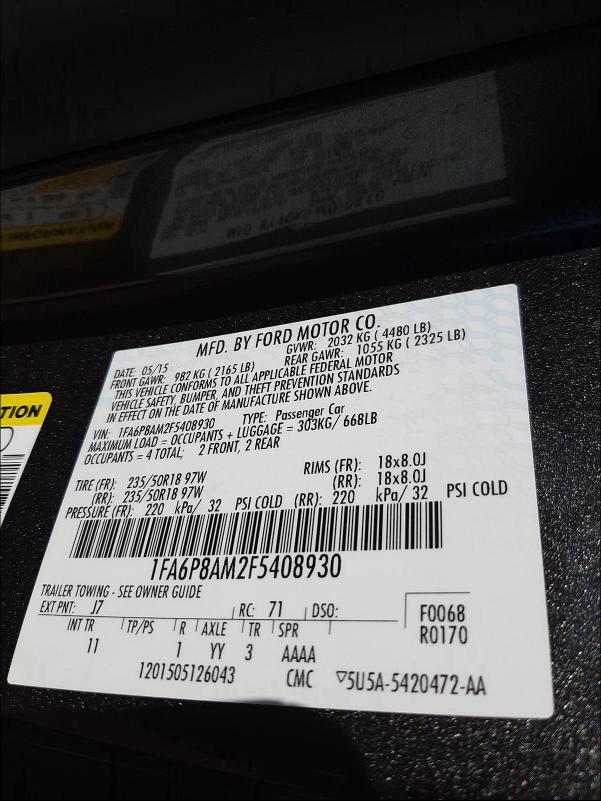 MFD. BY FORD MOTOR CO.
DATE: 05/15 GVWR: 2032 KG ( 4480 LB)
FRONT GAWR: 982 KG ( 2165 LB) REAR GAWR: 1055 KG ( 2325 LB)
THIS VEHICLE CONFORMS TO ALL APPLICABLE FEDERAL MOTOR
VEHICLE SAFETY, BUMPER, AND THEFT PREVENTION STANDARDS
IN EFFECT ON THE DATE OF MANUFACTURE SHOWN ABOVE.
VIN: 1FA6P8AM2F5408930 TYPE: Passenger Car
MAXIMUM LOAD = OCCUPANTS + LUGGAGE = 303KG/ 668LB
OCCUPANTS = 4 TOTAL; 2 FRONT, 2 REAR
TIRE (FR): 235/50R18 97W RIMS (FR): 18x8.0J
(RR): 235/50R18 97W (RR): 18x8.0J
PRESSURE (FR): 220 kPa/ 32 PSI COLD (RR): 220 kPa/ 32 PSI COLD
1FA6P8AM2F5408930
TRAILER TOWING - SEE OWNER GUIDE
EXT PNT: J7 RC: 71 DSO: F0068
R0170
INT TR TP/PS R AXLE TR SPR
11 1 YY 3 AAAA
1201505126043 CMC ▽5U5A-5420472-AA
TION